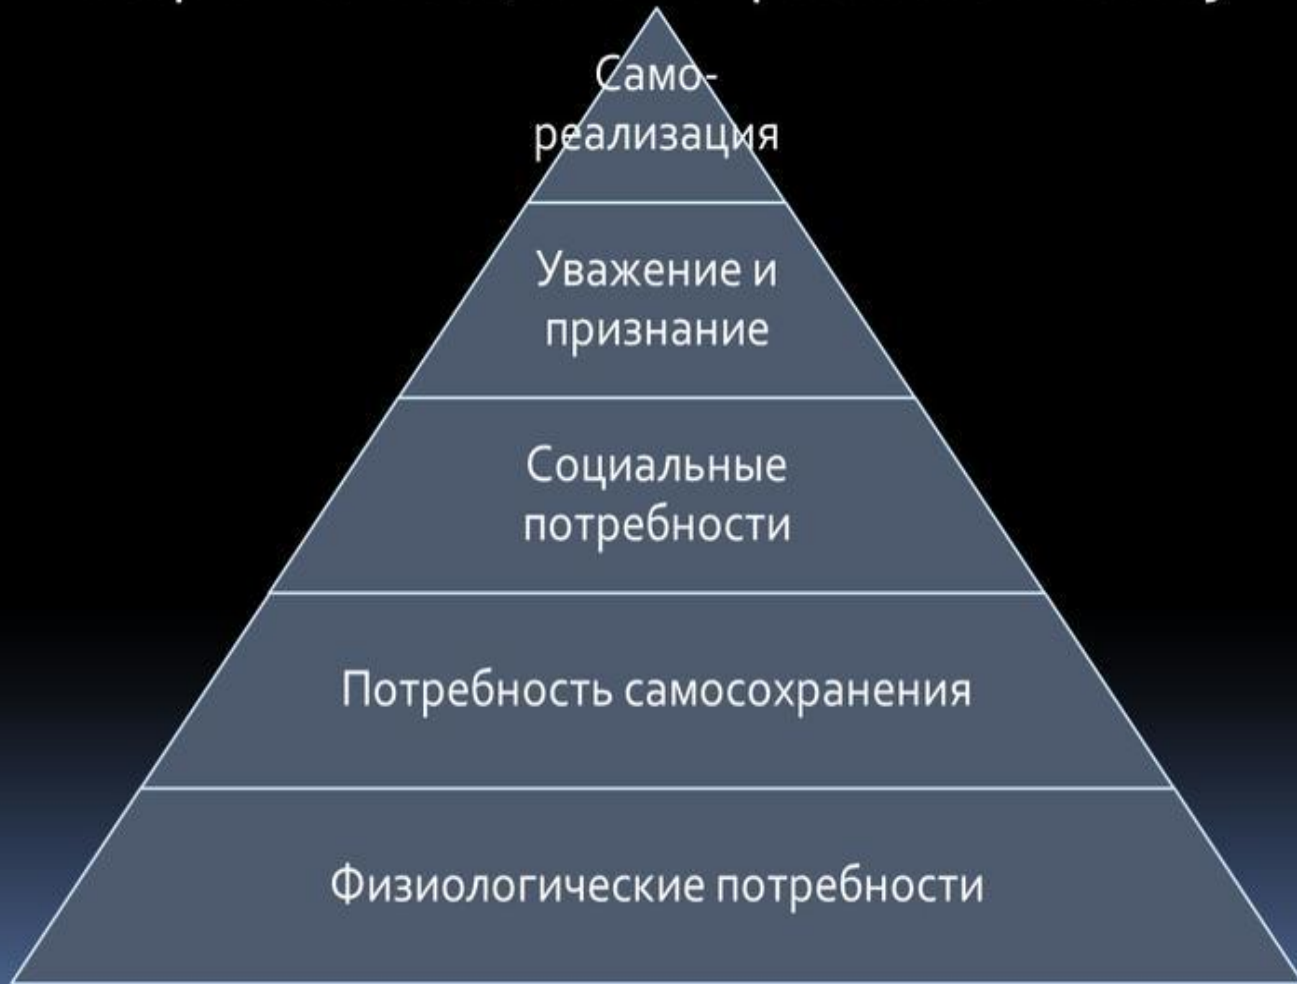 Само-
реализация
Уважение и
признание
Социальные
потребности
Потребность самосохранения
Физиологические потребности